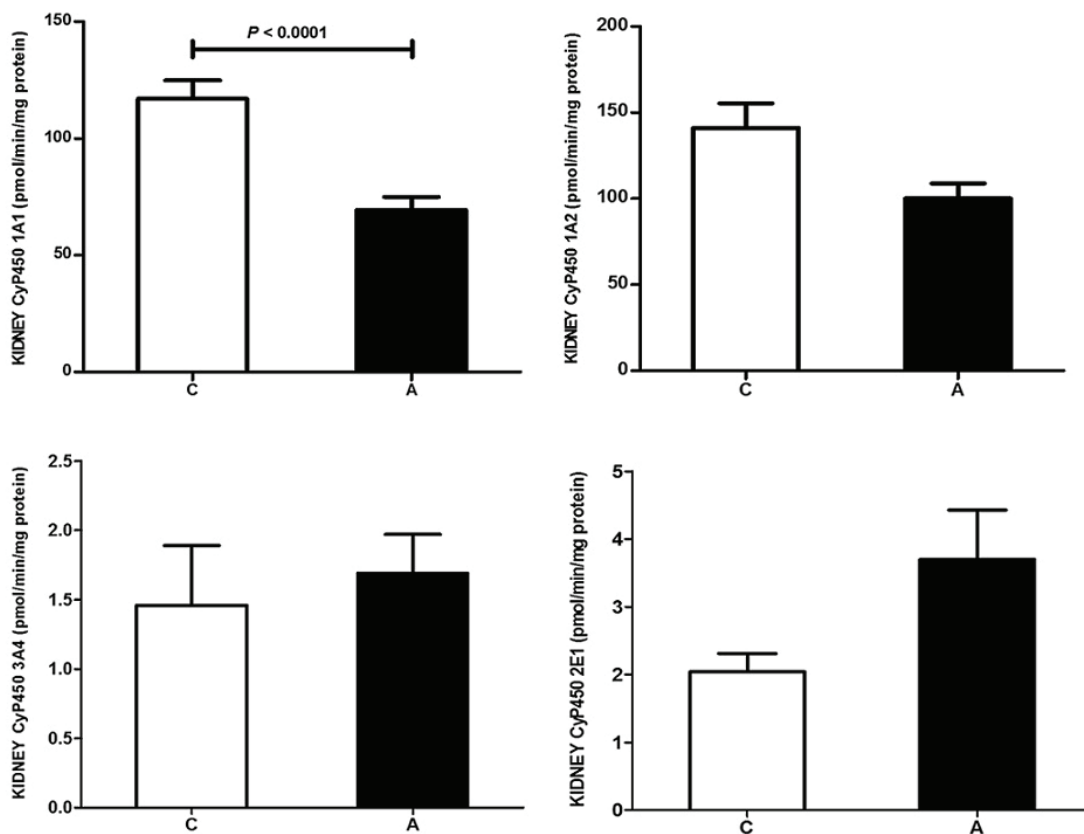 KIDNEY CyP450 1A1 (pmol/min/mg protein)
150
100
50
0
P < 0.0001
C
A
KIDNEY CyP450 1A2 (pmol/min/mg protein)
200
150
100
50
0
C
A
KIDNEY CyP450 3A4 (pmol/min/mg protein)
2.5
2.0
1.5
1.0
0.5
0.0
C
A
KIDNEY CyP450 2E1 (pmol/min/mg protein)
5
4
3
2
1
0
C
A